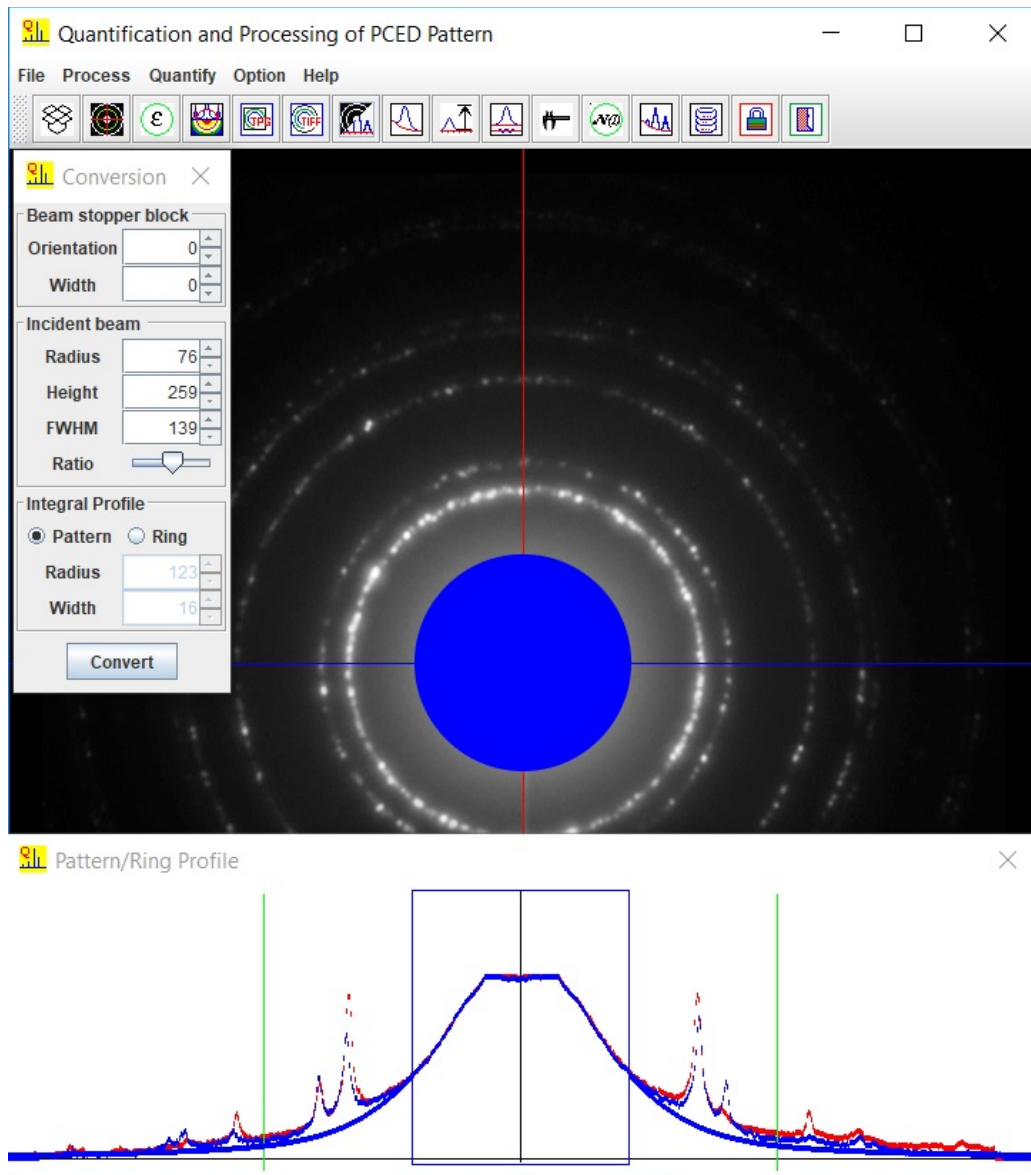 Quantification and Processing of PCED Pattern
File Process Quantify Option Help
ε TPG TIFF
Conversion
Beam stopper block
Orientation 0
Width 0
Incident beam
Radius 76
Height 259
FWHM 139
Ratio
Integral Profile
Pattern Ring
Radius 123
Width 16
Convert
Pattern/Ring Profile